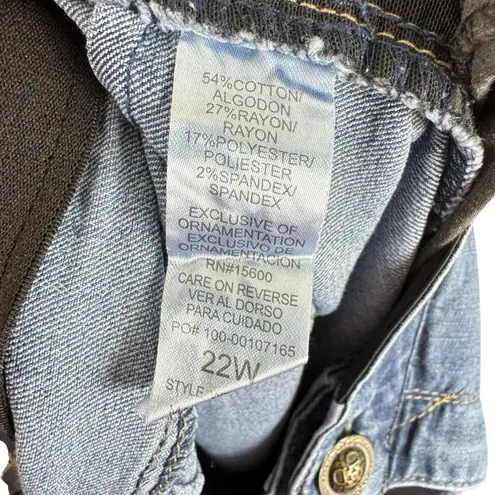 54%COTTON/
ALGODON
27%RAYON/
RAYON
17%POLYESTER/
POLIESTER
2%SPANDEX/
SPANDEX
EXCLUSIVE OF
ORNAMENTATION
EXCLUSIVO DE
ORNAMENTACIÓN
RN#15600
CARE ON REVERSE
VER AL DORSO
PARA CUIDADO
PO# 100-00107165
22W
STYLE